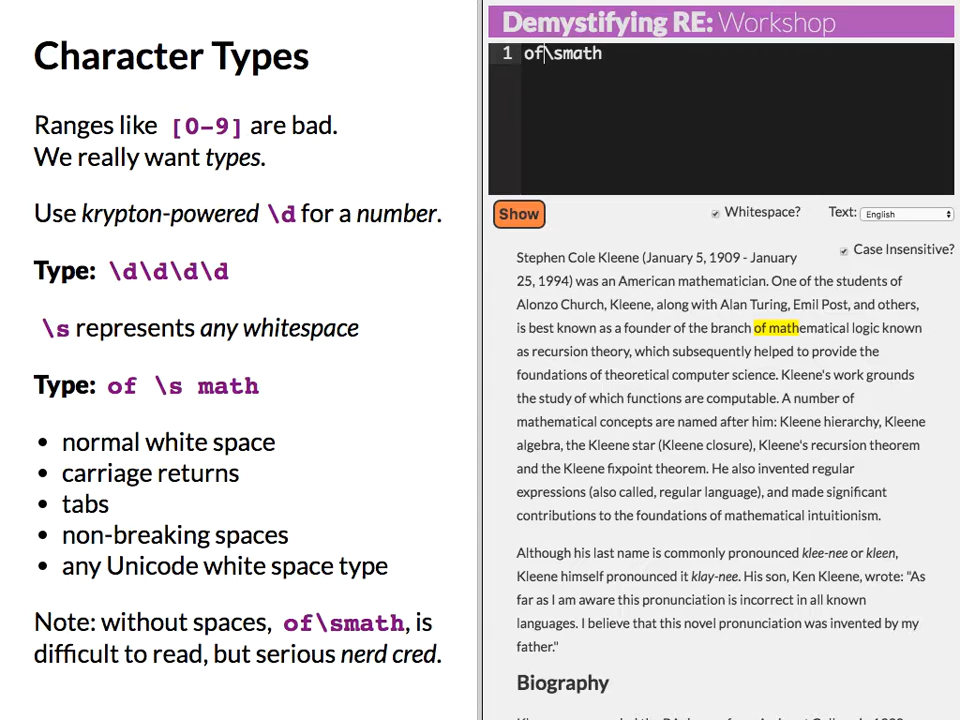 Character Types
Ranges like [0-9] are bad.
We really want types.
Use krypton-powered \d for a number.
Type: \d\d\d\d
\s represents any whitespace
Type: of \s math
• normal white space
• carriage returns
• tabs
• non-breaking spaces
• any Unicode white space type
Note: without spaces, of\smath, is
difficult to read, but serious nerd cred.
Demystifying RE: Workshop
1 of\smath
Show
Whitespace?
Text: English
Case Insensitive?
Stephen Cole Kleene (January 5, 1909 - January
25, 1994) was an American mathematician. One of the students of
Alonzo Church, Kleene, along with Alan Turing, Emil Post, and others,
is best known as a founder of the branch of mathematical logic known
as recursion theory, which subsequently helped to provide the
foundations of theoretical computer science. Kleene's work grounds
the study of which functions are computable. A number of
mathematical concepts are named after him: Kleene hierarchy, Kleene
algebra, the Kleene star (Kleene closure), Kleene's recursion theorem
and the Kleene fixpoint theorem. He also invented regular
expressions (also called, regular language), and made significant
contributions to the foundations of mathematical intuitionism.
Although his last name is commonly pronounced klee-nee or kleen,
Kleene himself pronounced it klay-nee. His son, Ken Kleene, wrote: "As
far as I am aware this pronunciation is incorrect in all known
languages. I believe that this novel pronunciation was invented by my
father."
Biography